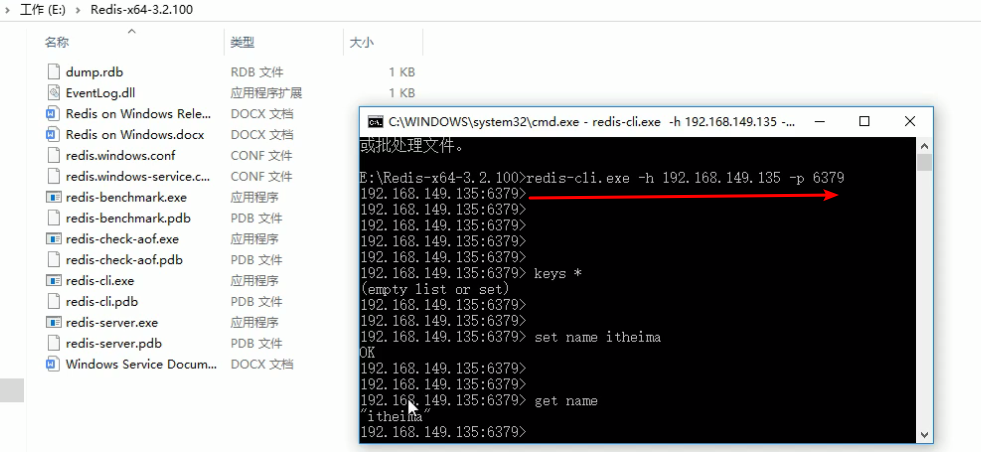 工作 (E:) > Redis-x64-3.2.100
名称 类型 大小
dump.rdb RDB 文件 1 KB
EventLog.dll 应用程序扩展 1 KB
Redis on Windows Rele... DOCX 文档
Redis on Windows.docx DOCX 文档
redis.windows.conf CONF 文件
redis.windows-service.c... CONF 文件
redis-benchmark.exe 应用程序
redis-benchmark.pdb PDB 文件
redis-check-aof.exe 应用程序
redis-check-aof.pdb PDB 文件
redis-cli.exe 应用程序
redis-cli.pdb PDB 文件
redis-server.exe 应用程序
redis-server.pdb PDB 文件
Windows Service Docum... DOCX 文档
C:\WINDOWS\system32\cmd.exe - redis-cli.exe -h 192.168.149.135 -...
或批处理文件。
E:\Redis-x64-3.2.100>redis-cli.exe -h 192.168.149.135 -p 6379
192.168.149.135:6379>
192.168.149.135:6379>
192.168.149.135:6379>
192.168.149.135:6379>
192.168.149.135:6379>
192.168.149.135:6379> keys *
(empty list or set)
192.168.149.135:6379>
192.168.149.135:6379>
192.168.149.135:6379> set name itheima
OK
192.168.149.135:6379>
192.168.149.135:6379>
192.168.149.135:6379> get name
"itheima"
192.168.149.135:6379>